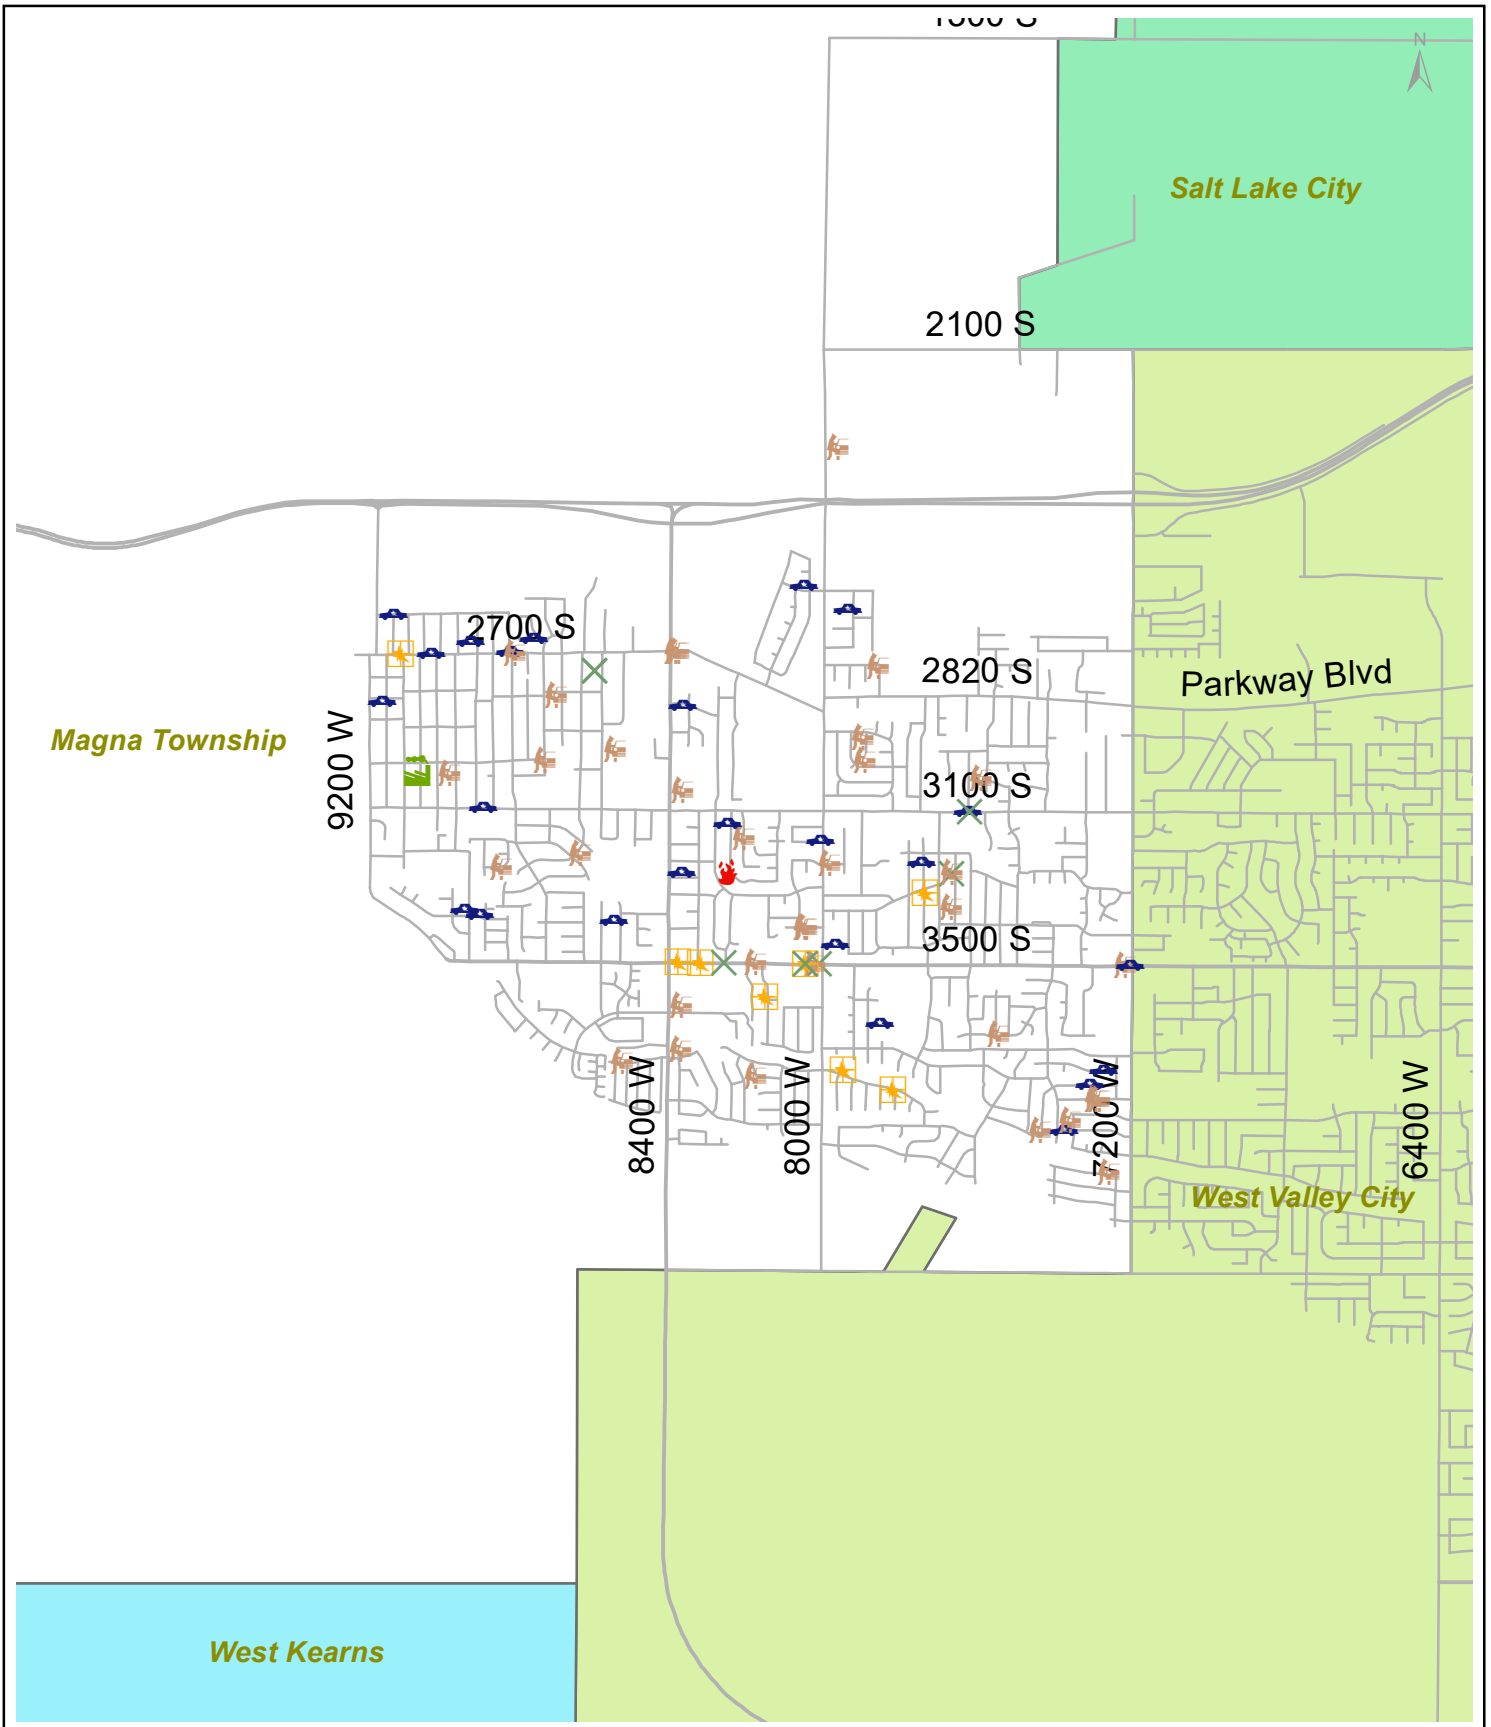 N
Salt Lake City
2100 S
2700 S
2820 S
Parkway Blvd
Magna Township
9200 W
3100 S
3500 S
8400 W
8000 W
7200 W
6400 W
West Valley City
West Kearns